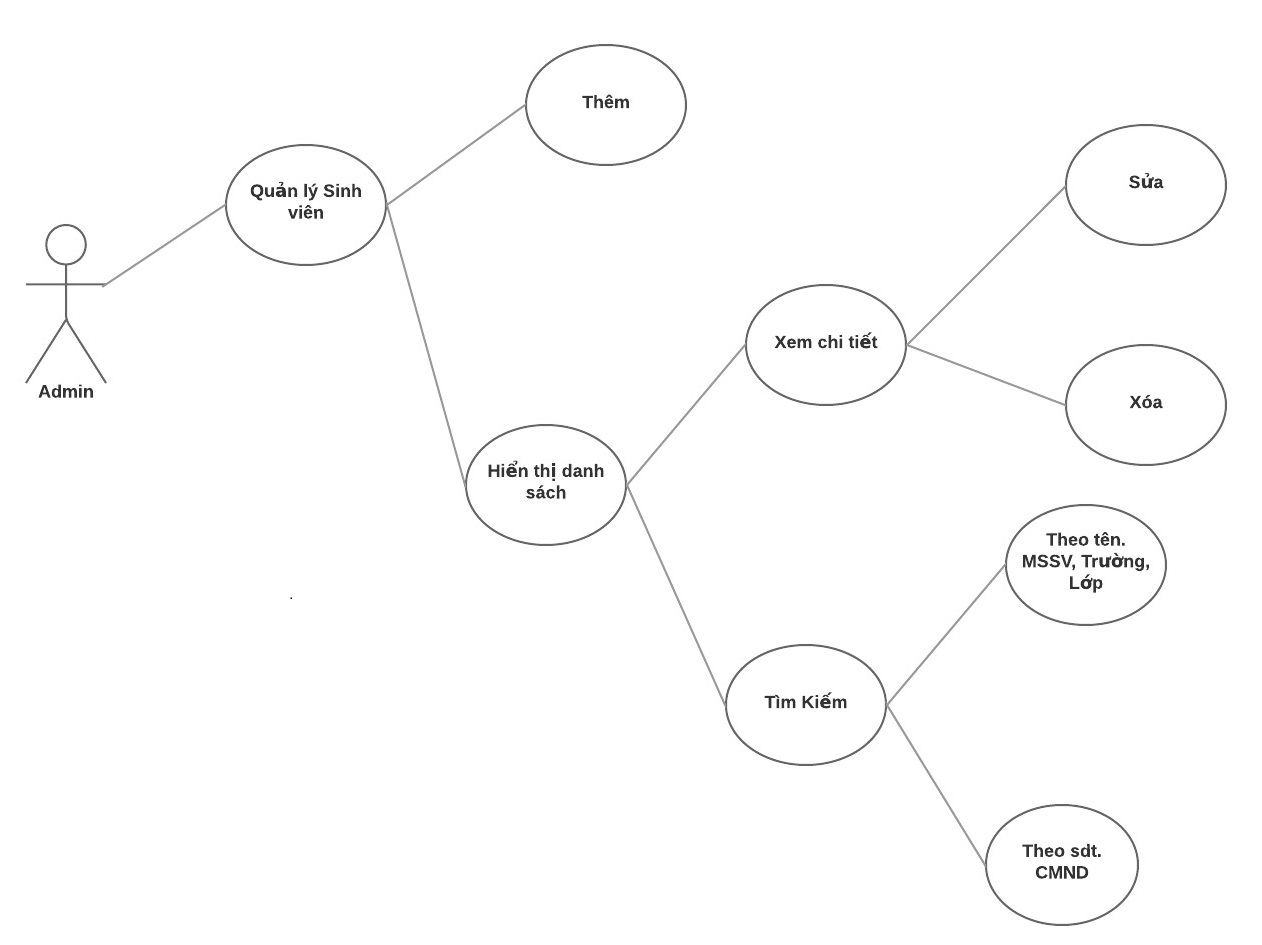 Thêm
Quản lý Sinh
viên
Admin
Sửa
Xem chi tiết
Xóa
Hiển thị danh
sách
Theo tên.
MSSV, Trường,
Lớp
Tìm Kiếm
Theo sdt.
CMND